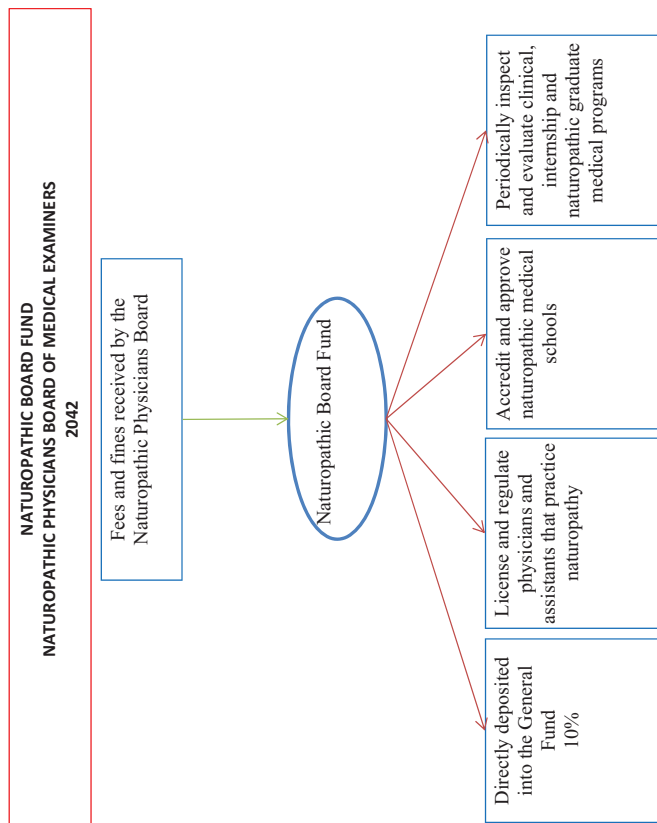 NATUROPATHIC BOARD FUND
NATUROPATHIC PHYSICIANS BOARD OF MEDICAL EXAMINERS
2042
Fees and fines received by the
Naturopathic Physicians Board
Naturopathic Board Fund
Directly deposited
into the General
Fund
10%
License and regulate
physicians and
assistants that practice
naturopathy
Accredit and approve
naturopathic medical
schools
Periodically inspect
and evaluate clinical,
internship and
naturopathic graduate
medical programs